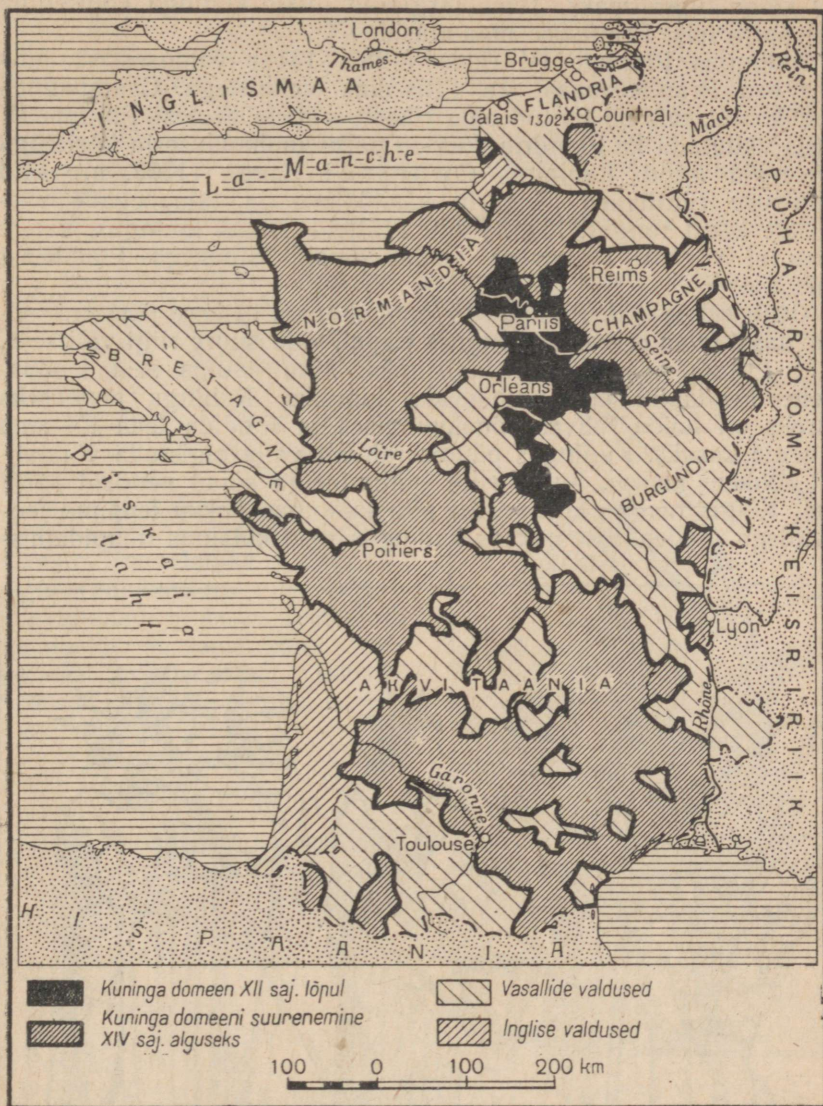 London
Thames
INGLISMAA
Brügge
FLANDRIA
Calais 1302 Courtrai
Maas
Rein
La-Manche
PÜHA ROOMA KEISRIRIIK
NORMANDIA
Reims
Pariis
CHAMPAGNE
Seine
BRETAGNE
Orléans
Loire
BURGUNDIA
Biskaia laht
Poitiers
Lyon
AKVITAANIA
Rhône
Garonne
Toulouse
HISPAANIA
Kuninga domeen XII saj. lõpul
Kuninga domeeni suurenemine
XIV saj. alguseks
Vasallide valdused
Inglise valdused
100 0 100 200 km